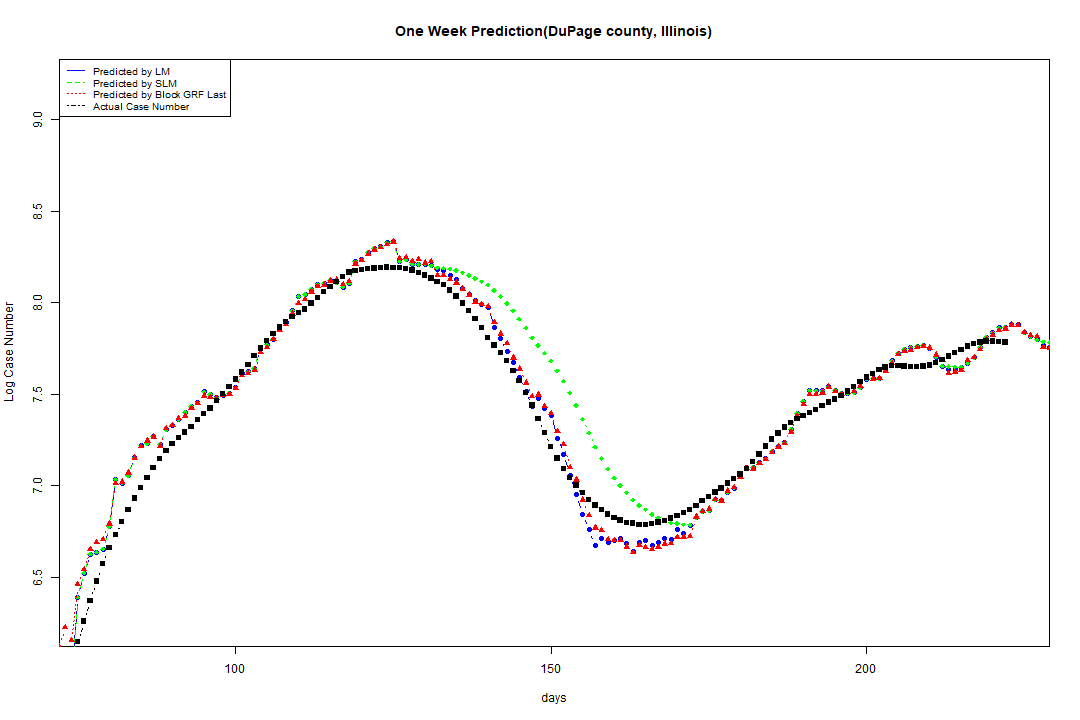 One Week Prediction(DuPage county, Illinois)
Predicted by LM
Predicted by SLM
Predicted by Block GRF Last
Actual Case Number
Log Case Number
9.0
8.5
8.0
7.5
7.0
6.5
100 150 200
days